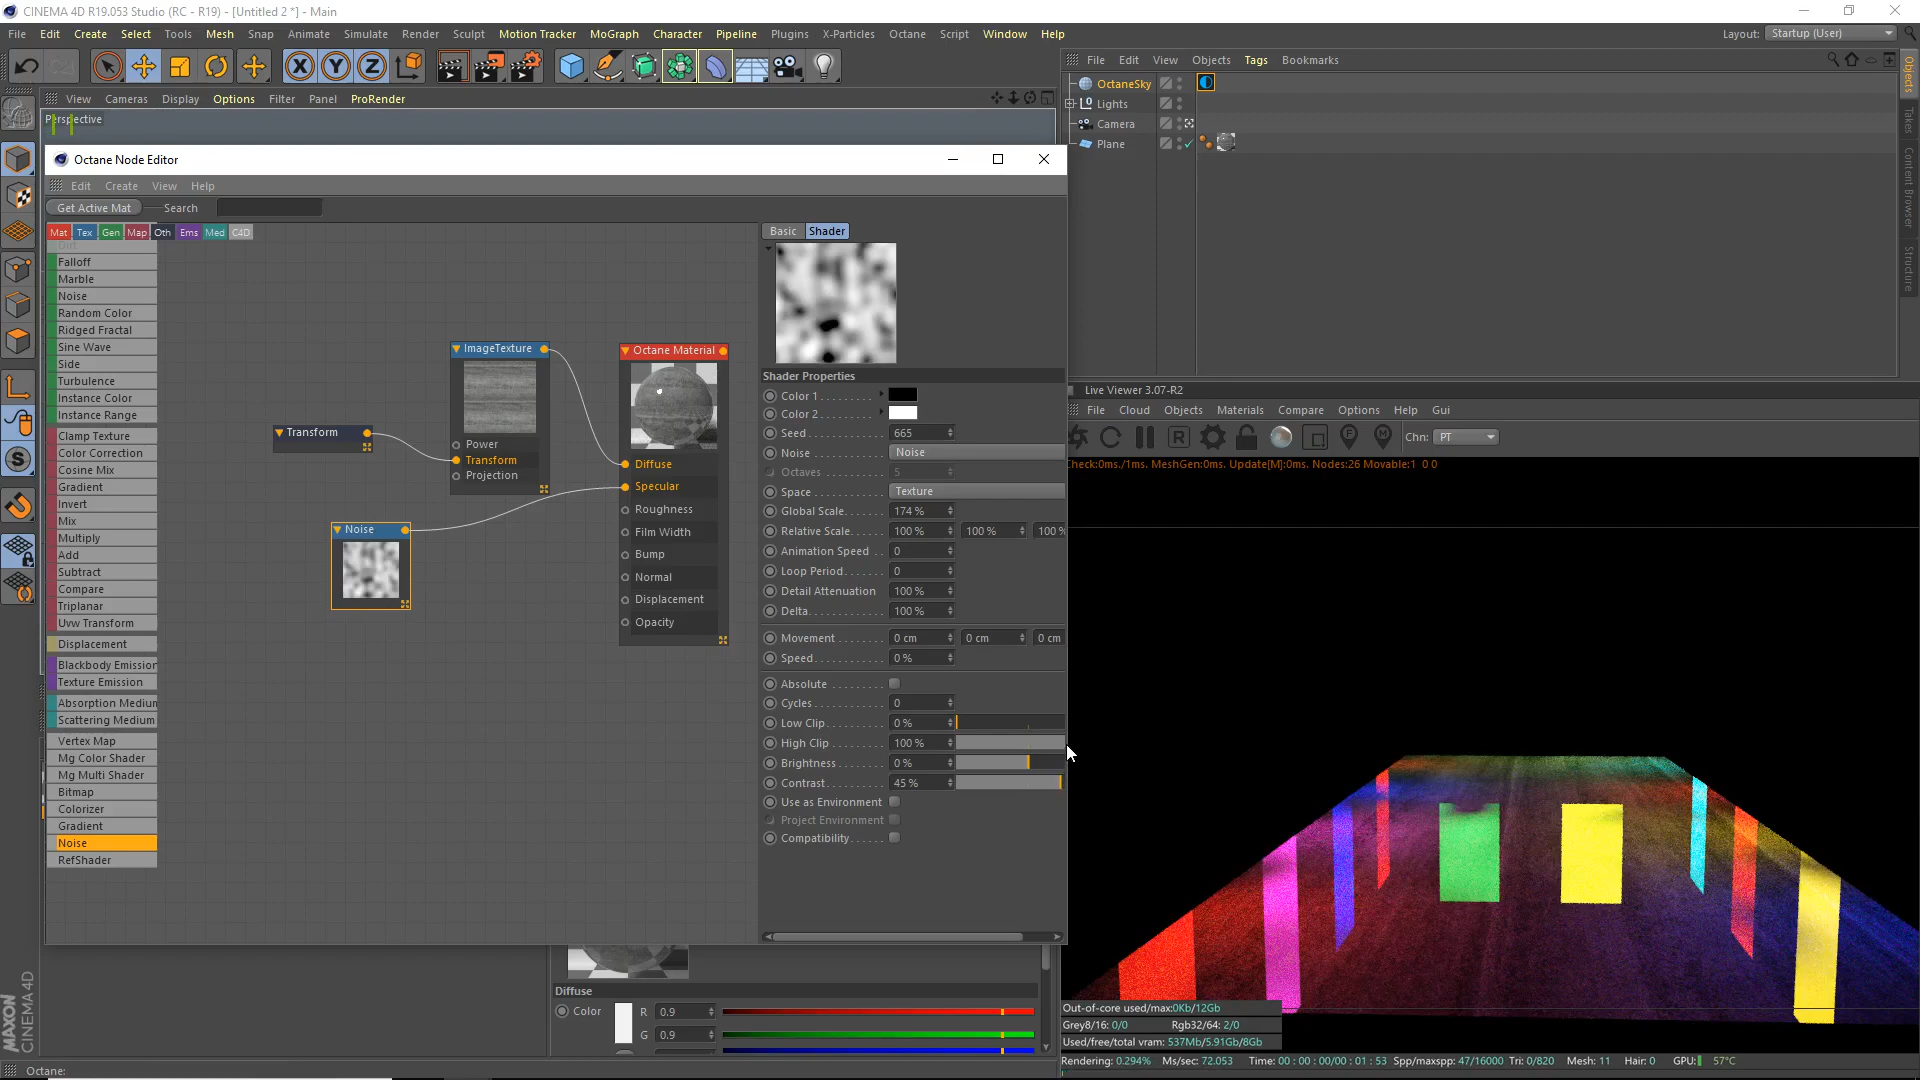 CINEMA 4D R19.053 Studio (RC - R19) - [Untitled 2 *] - Main
File Edit Create Select Tools Mesh Snap Animate Simulate Render Sculpt Motion Tracker MoGraph Character Pipeline Plugins X-Particles Octane Script Window Help
Layout: Startup (User)
File Edit View Objects Tags Bookmarks
View Cameras Display Options Filter Panel ProRender
Perspective
OctaneSky
Lights
Camera
Plane
Objects
Takes
Content Browser
Structure
Octane Node Editor
Edit Create View Help
Get Active Mat Search
Mat Tex Gen Map Oth Ems Med C4D
Falloff
Marble
Noise
Random Color
Ridged Fractal
Sine Wave
Side
Turbulence
Instance Color
Instance Range
Clamp Texture
Color Correction
Cosine Mix
Gradient
Invert
Mix
Multiply
Add
Subtract
Compare
Triplanar
Uvw Transform
Displacement
Blackbody Emission
Texture Emission
Absorption Medium
Scattering Medium
Vertex Map
Mg Color Shader
Mg Multi Shader
Bitmap
Colorizer
Gradient
Noise
RefShader
Transform
ImageTexture
Power
Transform
Projection
Noise
Octane Material
Diffuse
Specular
Roughness
Film Width
Bump
Normal
Displacement
Opacity
Basic Shader
Shader Properties
Color 1
Color 2
Seed 665
Noise Noise
Octaves 5
Space Texture
Global Scale 174 %
Relative Scale 100 % 100 % 100 %
Animation Speed 0
Loop Period 0
Detail Attenuation 100 %
Delta 100 %
Movement 0 cm 0 cm 0 cm
Speed 0 %
Absolute
Cycles 0
Low Clip 0 %
High Clip 100 %
Brightness 0 %
Contrast 45 %
Use as Environment
Project Environment
Compatibility
Live Viewer 3.07-R2
File Cloud Objects Materials Compare Options Help Gui
Chn: PT
Check:0ms./1ms. MeshGen:0ms. Update[M]:0ms. Nodes:26 Movable:1 0 0
Out-of-core used/max:0Kb/12Gb
Grey8/16: 0/0 Rgb32/64: 2/0
Used/free/total vram: 537Mb/5.91Gb/8Gb
Rendering: 0.294% Ms/sec: 72.053 Time: 00 : 00 : 00/00 : 01 : 53 Spp/maxspp: 47/16000 Tri: 0/820 Mesh: 11 Hair: 0 GPU: 57°C
Diffuse
Color R 0.9
G 0.9
MAXON
CINEMA 4D
Octane: